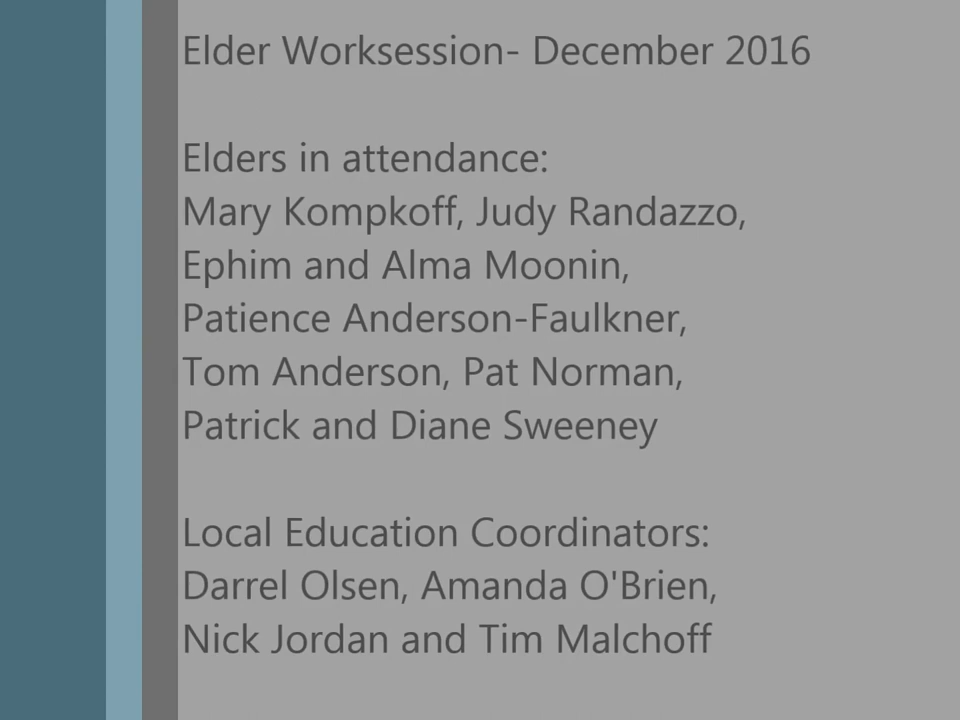 Elder Worksession- December 2016
Elders in attendance:
Mary Kompkoff, Judy Randazzo,
Ephim and Alma Moonin,
Patience Anderson-Faulkner,
Tom Anderson, Pat Norman,
Patrick and Diane Sweeney
Local Education Coordinators:
Darrel Olsen, Amanda O'Brien,
Nick Jordan and Tim Malchoff